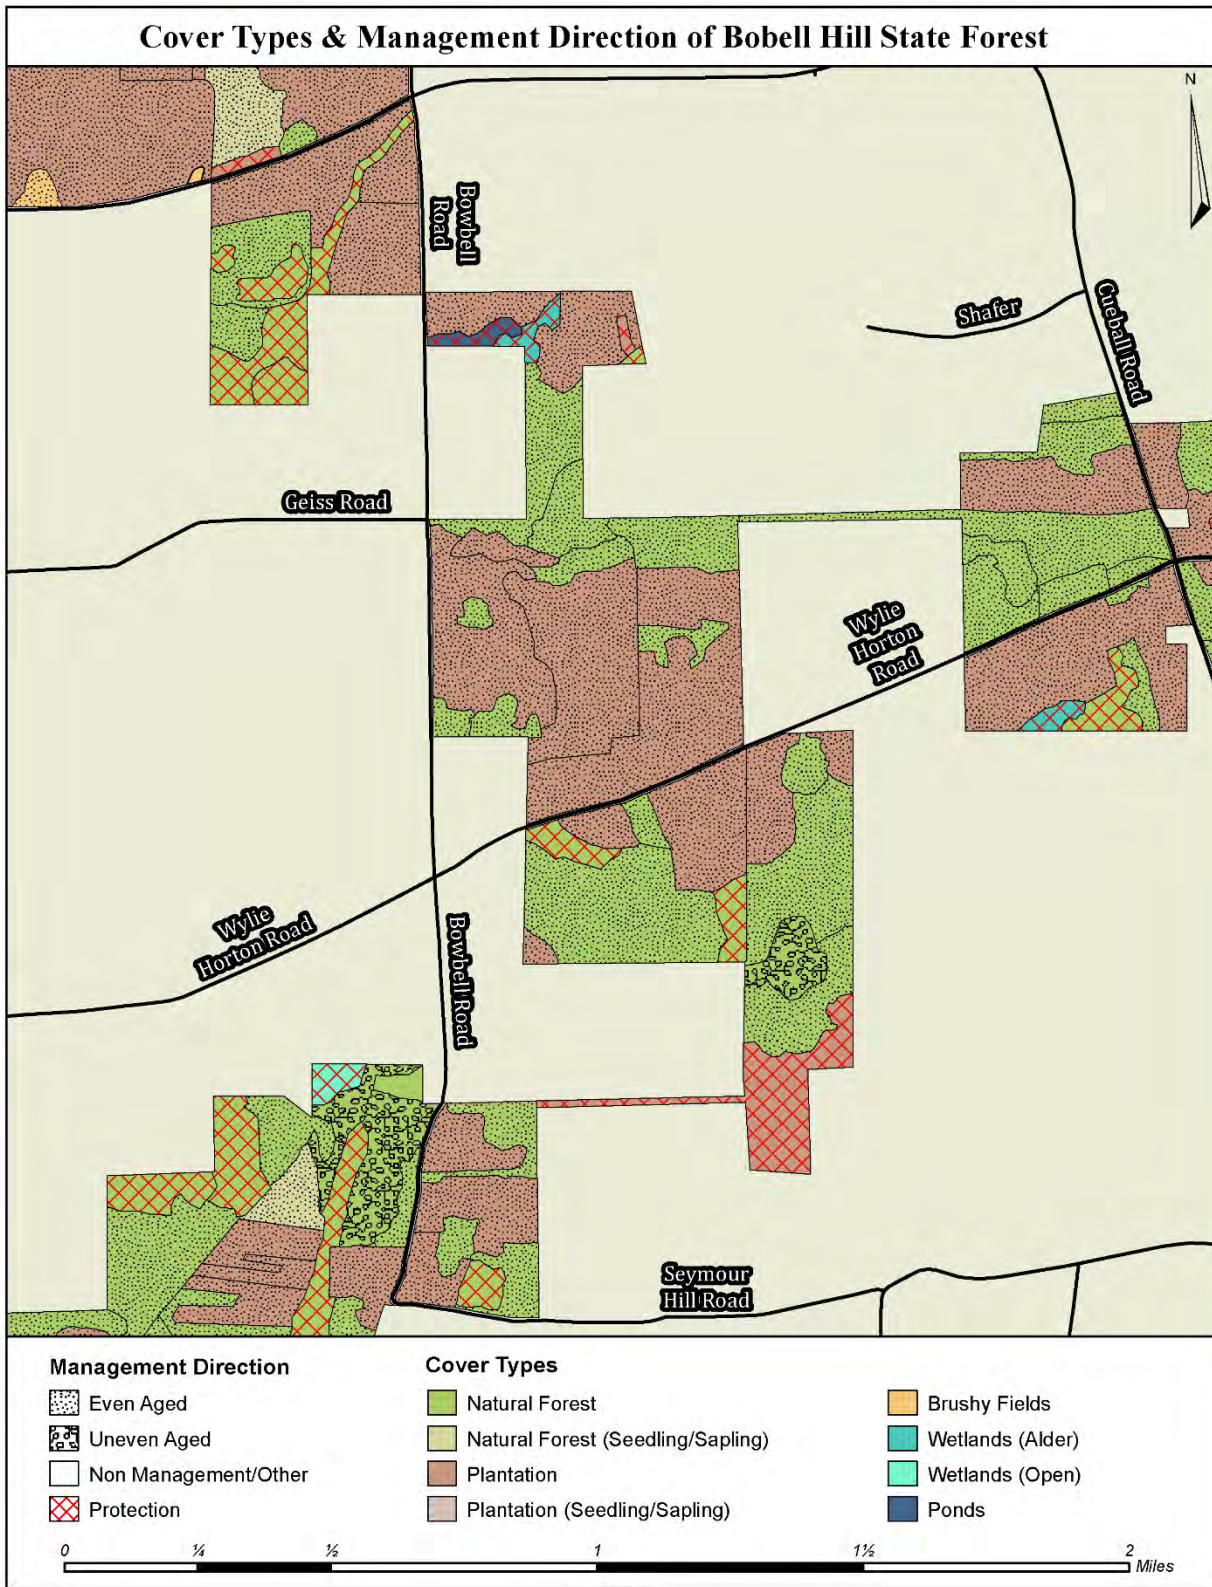 Cover Types & Management Direction of Bobell Hill State Forest
N
Bowbell
Road
Shafer
Cueball Road
Geiss Road
Wylie
Horton
Road
Wylie
Horton Road
Bowbell Road
Seymour
Hill Road
Management Direction
Even Aged
Uneven Aged
Non Management/Other
Protection
Cover Types
Natural Forest
Natural Forest (Seedling/Sapling)
Plantation
Plantation (Seedling/Sapling)
Brushy Fields
Wetlands (Alder)
Wetlands (Open)
Ponds
0 ¼ ½ 1 1½ 2
Miles